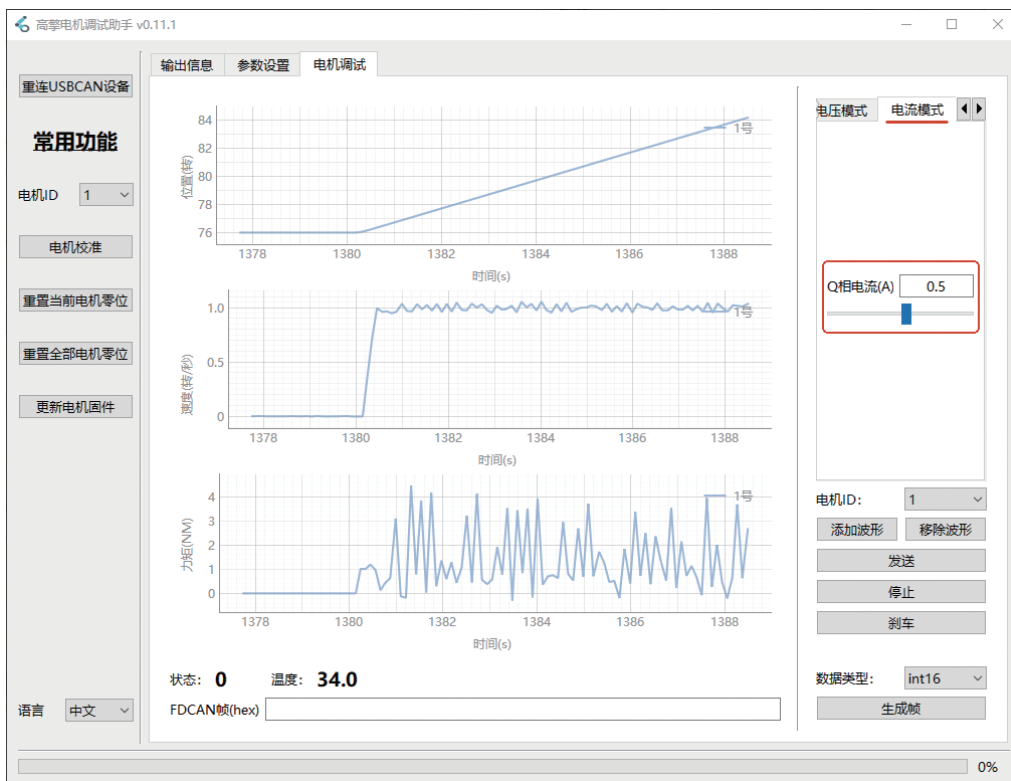 高擎电机调试助手 v0.11.1
重连USBCAN设备
常用功能
电机ID 1
电机校准
重置当前电机零位
重置全部电机零位
更新电机固件
语言 中文
输出信息 参数设置 电机调试
84
82
80
78
76
位置(转)
1号
1378 1380 1382 1384 1386 1388
时间(s)
1.0
0.5
0
速度(转/秒)
1号
1378 1380 1382 1384 1386 1388
时间(s)
4
3
2
1
0
力矩(NM)
1号
1378 1380 1382 1384 1386 1388
时间(s)
状态: 0 温度: 34.0
FDCAN帧(hex)
电压模式 电流模式
Q相电流(A) 0.5
电机ID: 1
添加波形 移除波形
发送
停止
刹车
数据类型: int16
生成帧
0%